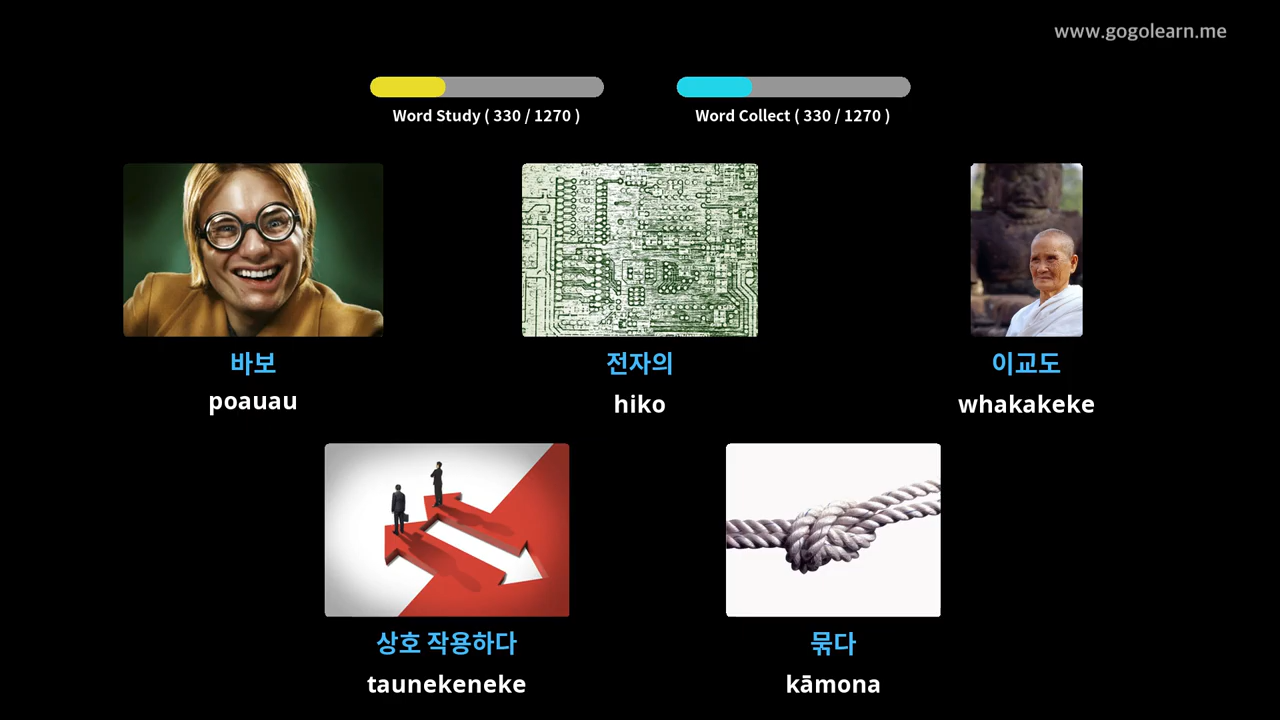 www.gogolearn.me
Word Study ( 330 / 1270 )
Word Collect ( 330 / 1270 )
바보
전자의
이교도
poauau
hiko
whakakeke
상호 작용하다
묶다
taunekeneke
kāmona